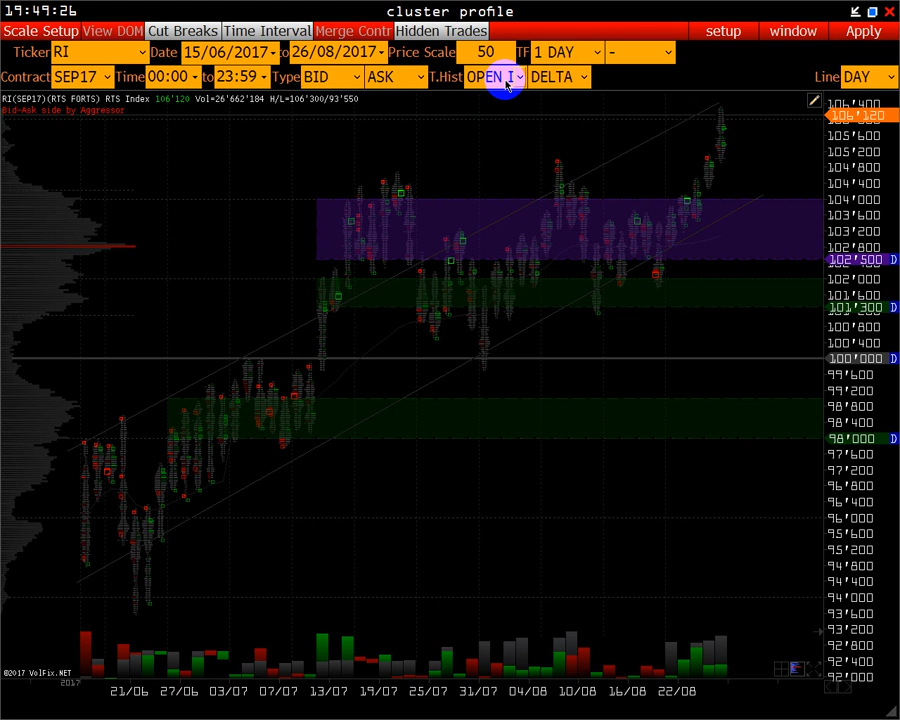 19:49:26 cluster profile
Scale Setup View DOM Cut Breaks Time Interval Merge Contr Hidden Trades setup window Apply
Ticker RI Date 15/06/2017 to 26/08/2017 Price Scale 50 TF 1 DAY -
Contract SEP17 Time 00:00 to 23:59 Type BID ASK T.Hist OPEN I DELTA Line DAY
RI(SEP17)(RTS FORTS) RTS Index 106'120 Vol=26'662'184 H/L=106'300/93'550
Bid-Ask side by Aggressor
106'400
106'120
105'600
105'200
104'800
104'400
104'000
103'600
103'200
102'800
102'500 D
102'000
101'600
101'300 D
100'800
100'400
100'000 D
99'600
99'200
98'800
98'400
98'000 D
97'600
97'200
96'800
96'400
96'000
95'600
95'200
94'800
94'400
94'000
93'600
93'200
92'800
92'400
92'000
©2017 VolFix.NET
2017
21/06 27/06 03/07 07/07 13/07 19/07 25/07 31/07 04/08 10/08 16/08 22/08